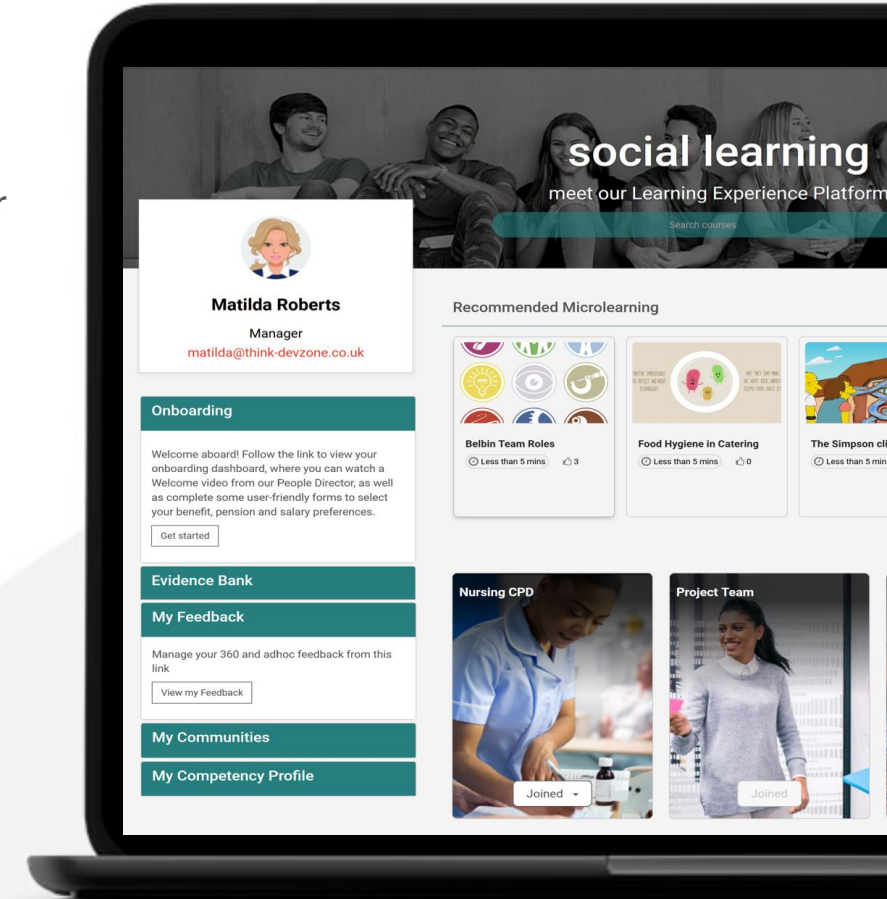 social learning
meet our Learning Experience Platform
Search courses
Matilda Roberts
Manager
matilda@think-devzone.co.uk
Onboarding
Welcome aboard! Follow the link to view your
onboarding dashboard, where you can watch a
Welcome video from our People Director, as well
as complete some user-friendly forms to select
your benefit, pension and salary preferences.
Get started
Evidence Bank
My Feedback
Manage your 360 and adhoc feedback from this
link
View my Feedback
My Communities
My Competency Profile
Recommended Microlearning
Belbin Team Roles
Less than 5 mins 3
Food Hygiene in Catering
Less than 5 mins 0
The Simpson cli
Less than 5 min
Nursing CPD
Joined
Project Team
Joined